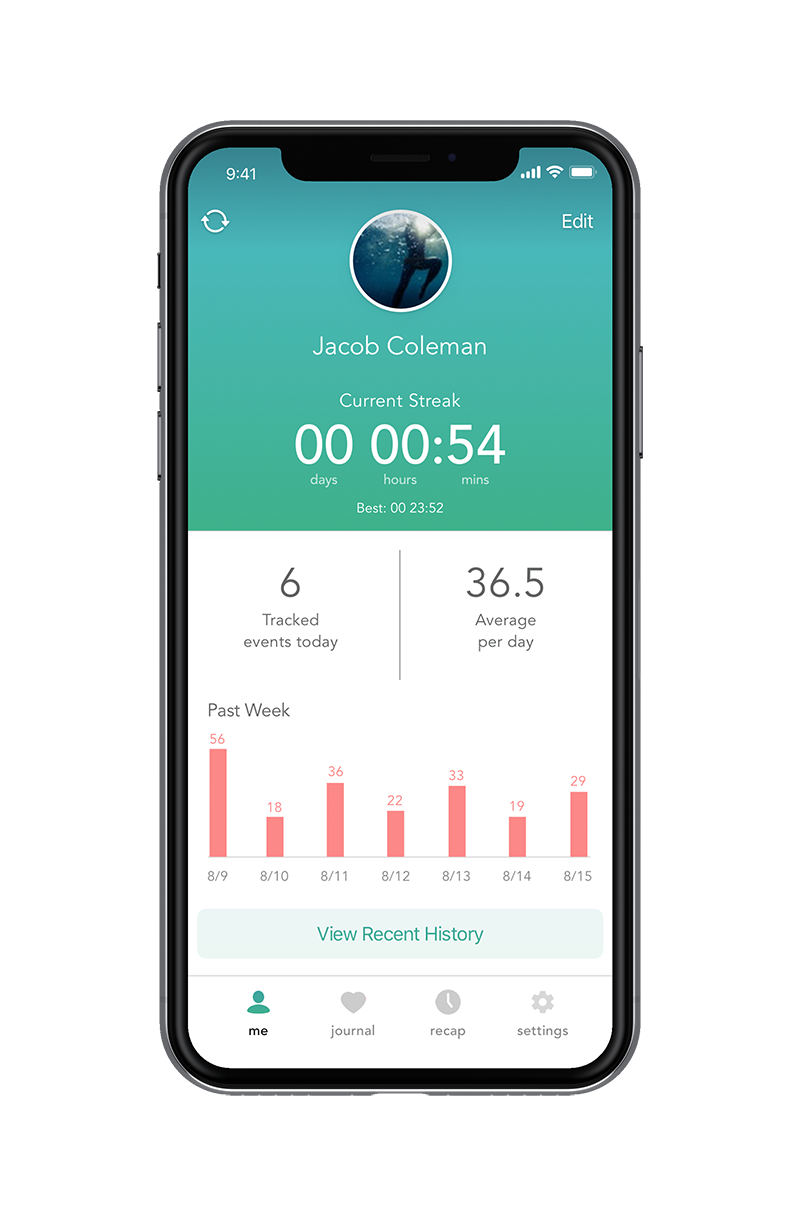 9:41
Edit
Jacob Coleman
Current Streak
00 00:54
days hours mins
Best: 00 23:52
6
Tracked
events today
36.5
Average
per day
Past Week
56 18 36 22 33 19 29
8/9 8/10 8/11 8/12 8/13 8/14 8/15
View Recent History
me journal recap settings